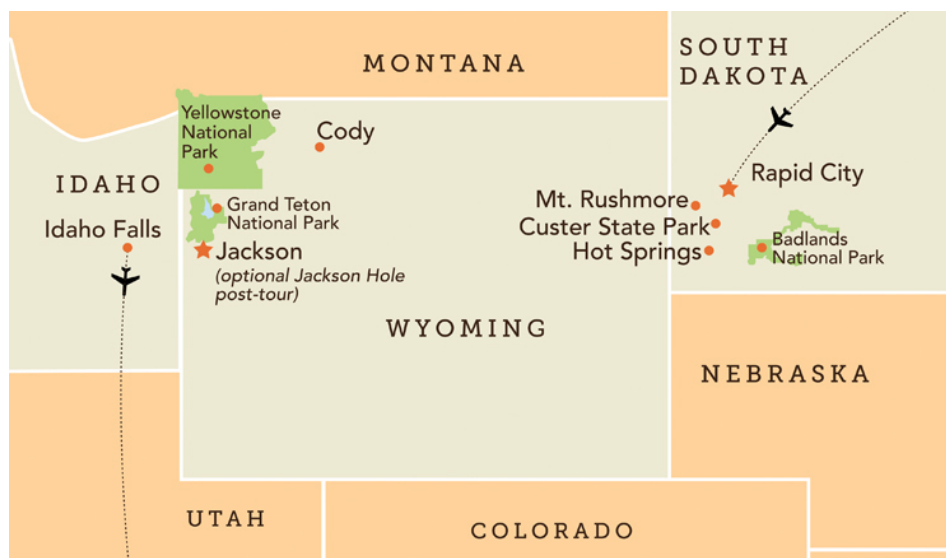 MONTANA
SOUTH
DAKOTA
Yellowstone
National
Park
Cody
IDAHO
Rapid City
Grand Teton
National Park
Mt. Rushmore
Custer State Park
Hot Springs
Idaho Falls
Badlands
National Park
Jackson
(optional Jackson Hole
post-tour)
WYOMING
NEBRASKA
UTAH
COLORADO